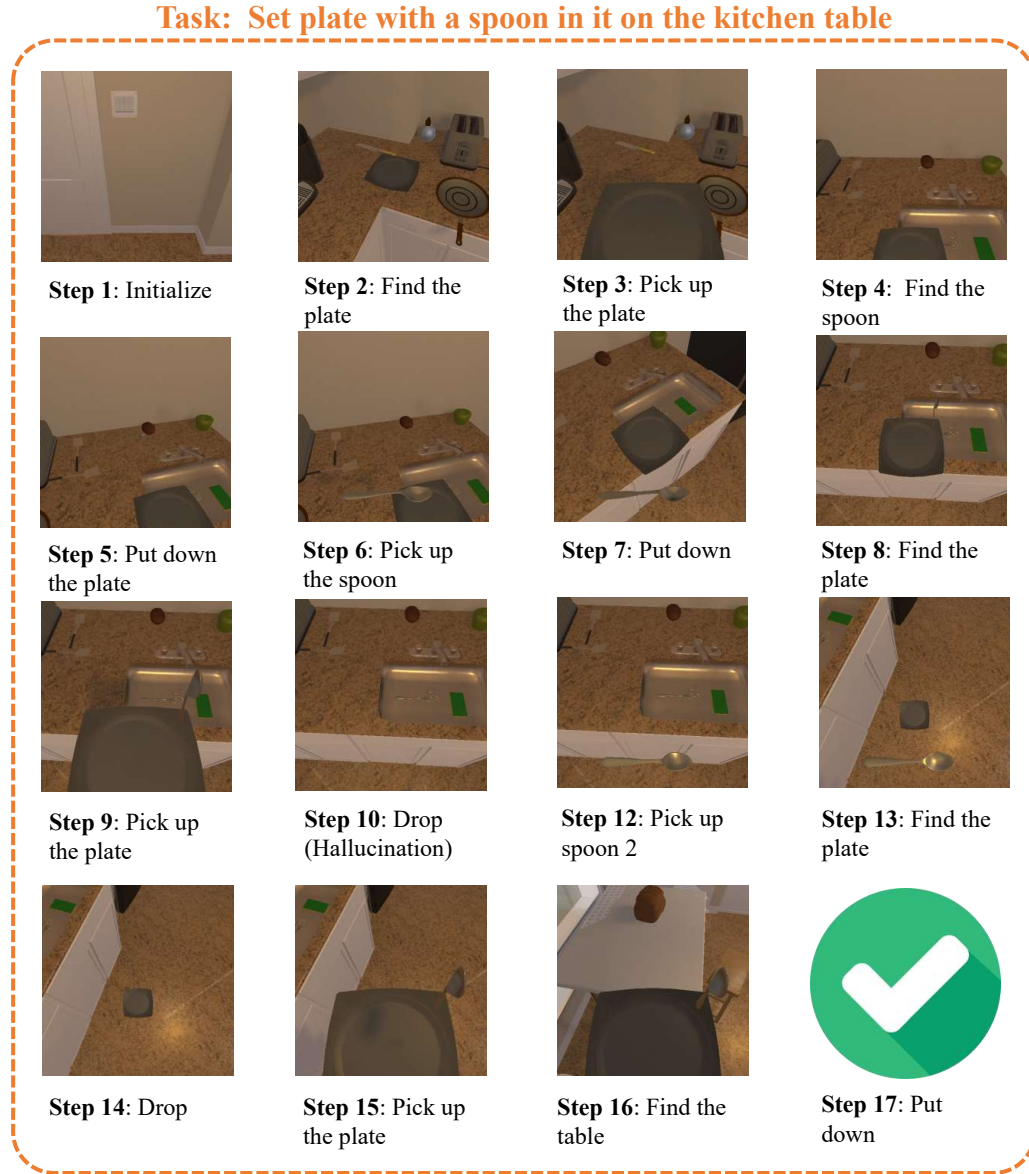 Task: Set plate with a spoon in it on the kitchen table
Step 1: Initialize
Step 2: Find the
plate
Step 3: Pick up
the plate
Step 4: Find the
spoon
Step 5: Put down
the plate
Step 6: Pick up
the spoon
Step 7: Put down
Step 8: Find the
plate
Step 9: Pick up
the plate
Step 10: Drop
(Hallucination)
Step 12: Pick up
spoon 2
Step 13: Find the
plate
Step 14: Drop
Step 15: Pick up
the plate
Step 16: Find the
table
Step 17: Put
down